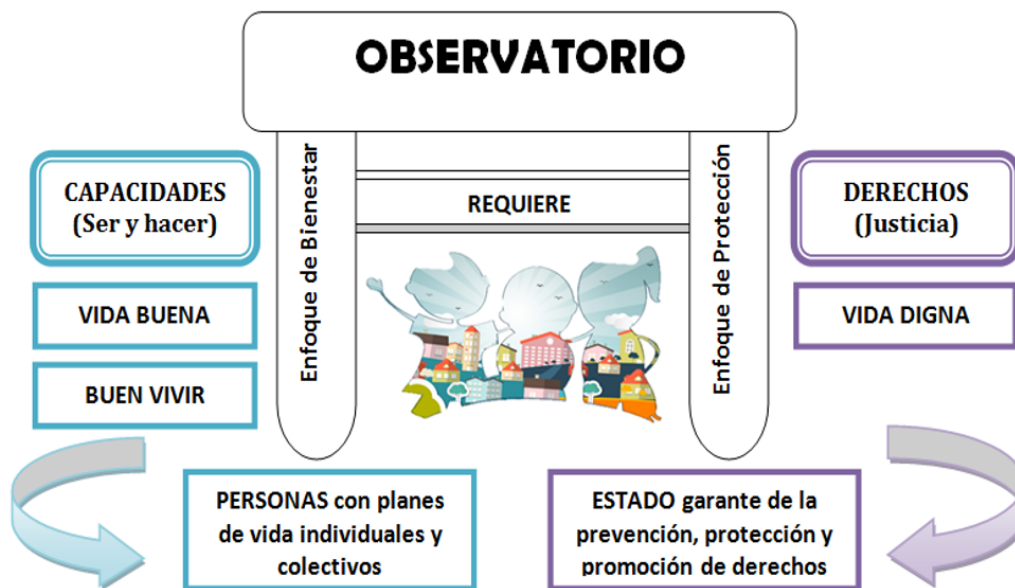 OBSERVATORIO
CAPACIDADES
(Ser y hacer)
VIDA BUENA
BUEN VIVIR
Enfoque de Bienestar
REQUIERE
Enfoque de Protección
DERECHOS
(Justicia)
VIDA DIGNA
PERSONAS con planes
de vida individuales y
colectivos
ESTADO garante de la
prevención, protección y
promoción de derechos